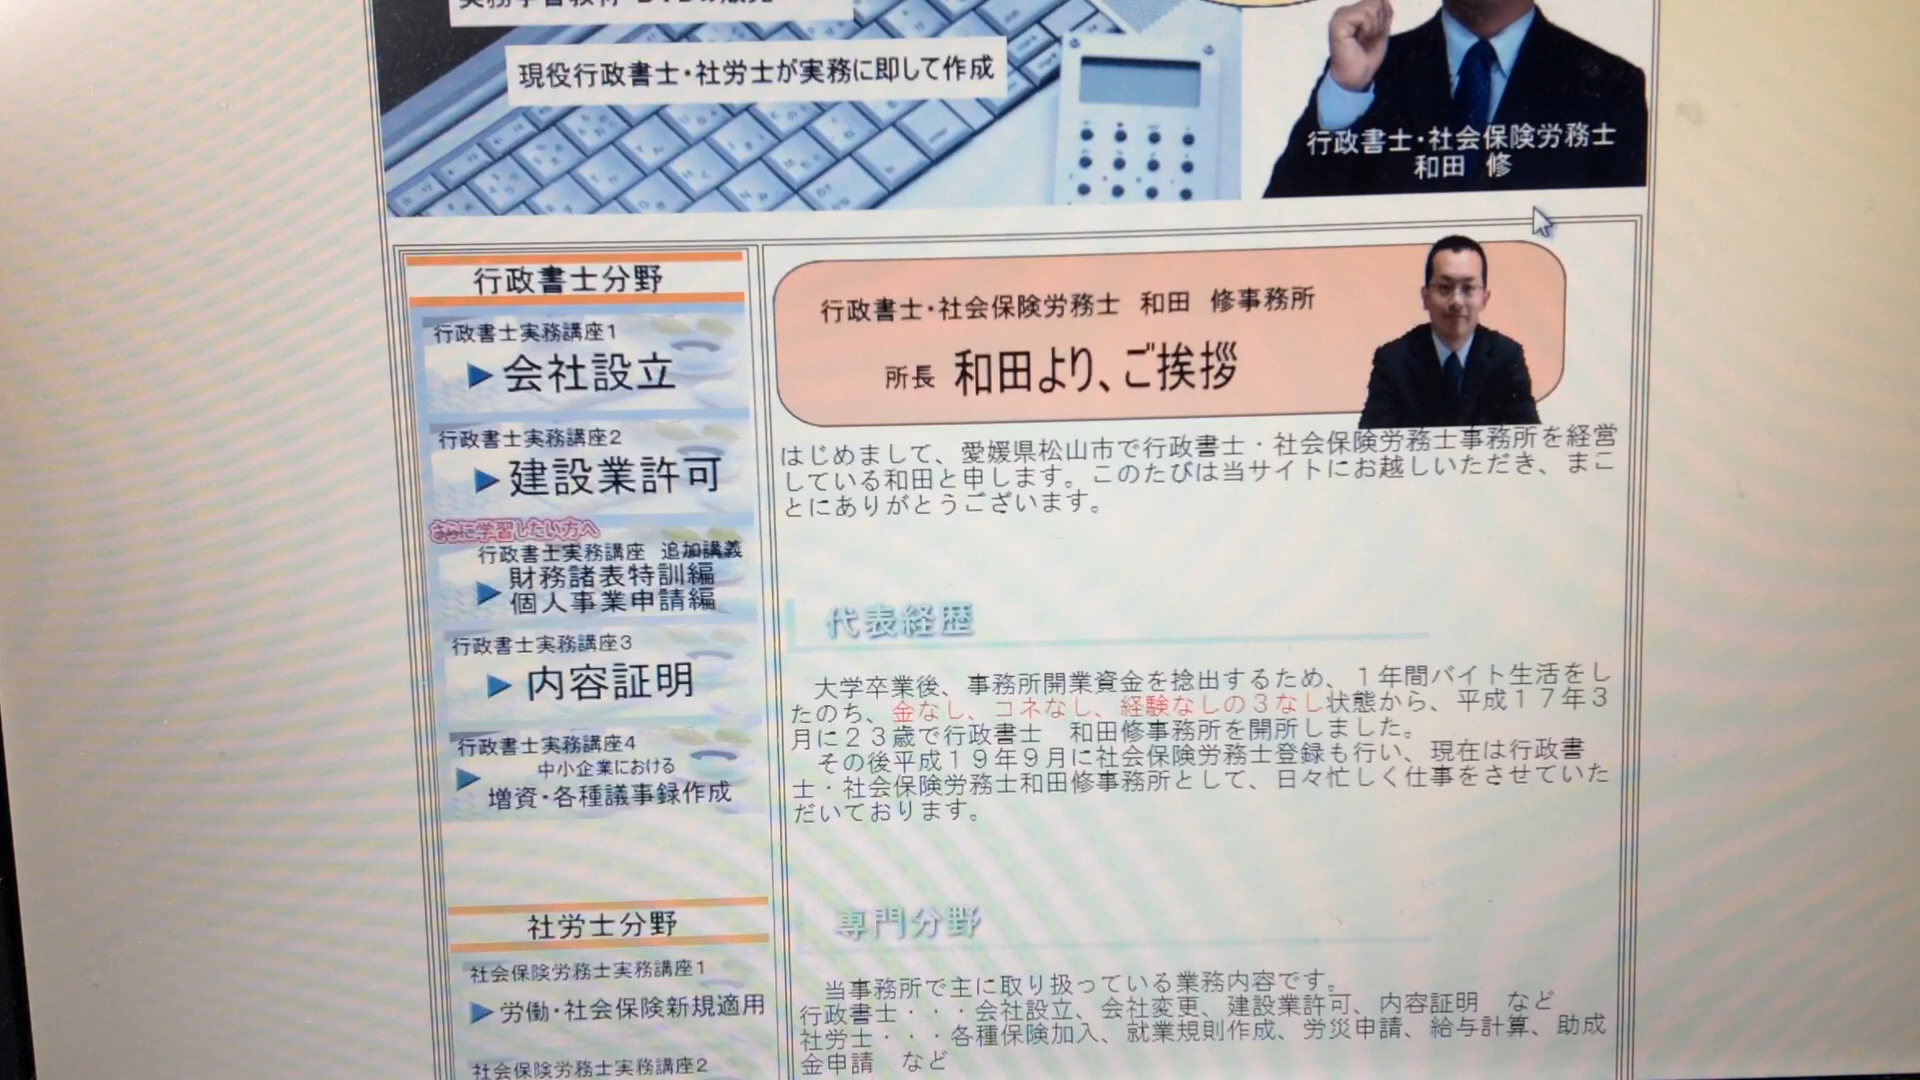 現役行政書士・社労士が実務に即して作成
行政書士・社会保険労務士
和田 修
行政書士分野
行政書士実務講座1
会社設立
行政書士実務講座2
建設業許可
さらに学習したい方へ
行政書士実務講座 追加講義
財務諸表特訓編
個人事業申請編
行政書士実務講座3
内容証明
行政書士実務講座4
中小企業における
増資・各種議事録作成
社労士分野
社会保険労務士実務講座1
労働・社会保険新規適用
社会保険労務士実務講座2
行政書士・社会保険労務士 和田 修事務所
所長 和田より、ご挨拶
はじめまして、愛媛県松山市で行政書士・社会保険労務士事務所を経営
している和田と申します。このたびは当サイトにお越しいただき、まこ
とにありがとうございます。
代表経歴
大学卒業後、事務所開業資金を捻出するため、１年間バイト生活をし
たのち、金なし、コネなし、経験なしの３なし状態から、平成１７年３
月に２３歳で行政書士 和田修事務所を開所しました。
その後平成１９年９月に社会保険労務士登録も行い、現在は行政書
士・社会保険労務士和田修事務所として、日々忙しく仕事をさせていた
だいております。
専門分野
当事務所で主に取り扱っている業務内容です。
行政書士・・・会社設立、会社変更、建設業許可、内容証明 など
社労士・・・各種保険加入、就業規則作成、労災申請、給与計算、助成
金申請 など